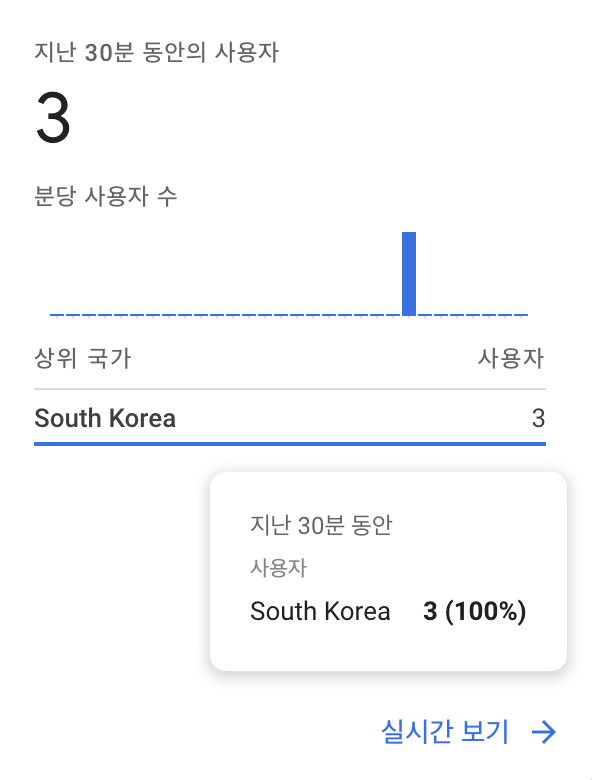 지난 30분 동안의 사용자
3
분당 사용자 수
상위 국가 사용자
South Korea 3
지난 30분 동안
사용자
South Korea 3 (100%)
실시간 보기 →